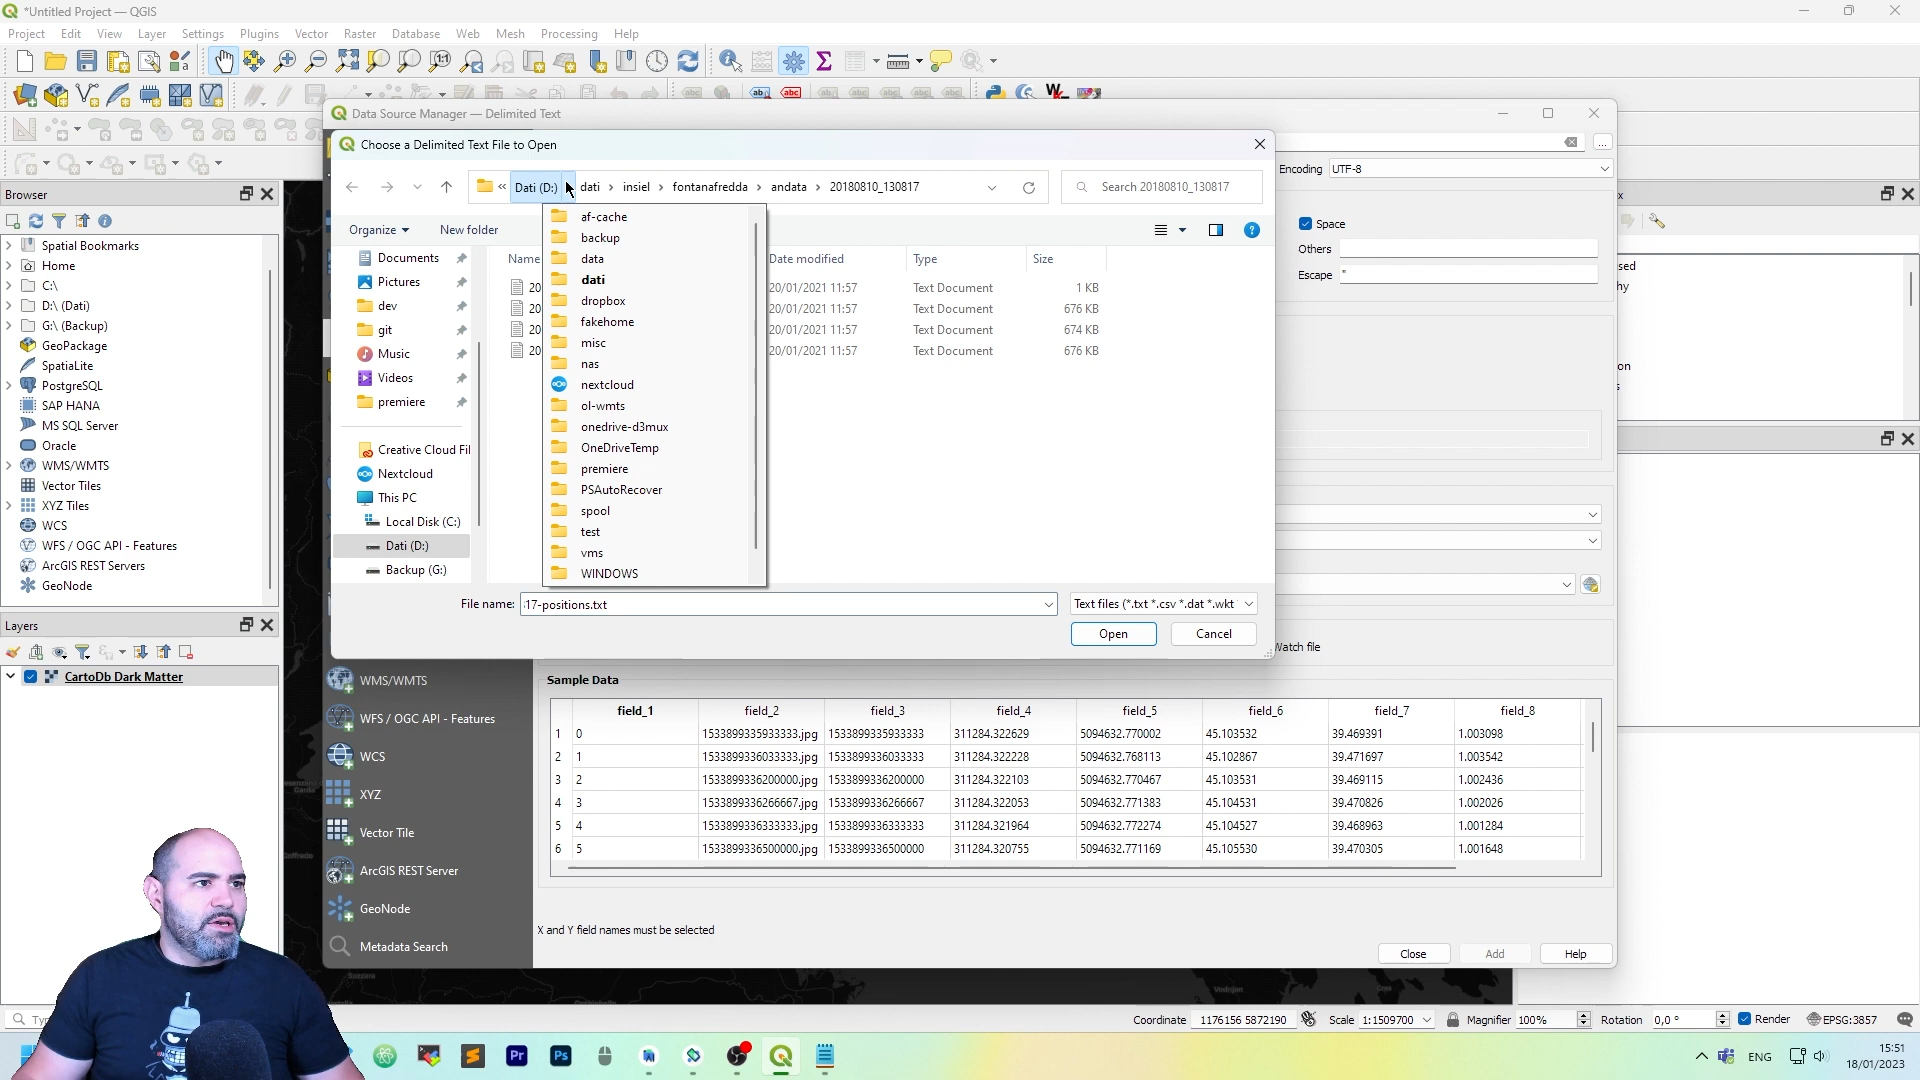 *Untitled Project — QGIS
Project Edit View Layer Settings Plugins Vector Raster Database Web Mesh Processing Help
Data Source Manager — Delimited Text
Choose a Delimited Text File to Open
« Dati (D:) dati › insiel › fontanafredda › andata › 20180810_130817
Search 20180810_130817
Organize New folder
Name Date modified Type Size
20 20/01/2021 11:57 Text Document 1 KB
20 20/01/2021 11:57 Text Document 676 KB
20 20/01/2021 11:57 Text Document 674 KB
20 20/01/2021 11:57 Text Document 676 KB
Documents
Pictures
dev
git
Music
Videos
premiere
Creative Cloud Fil
Nextcloud
This PC
Local Disk (C:)
Dati (D:)
Backup (G:)
af-cache
backup
data
dati
dropbox
fakehome
misc
nas
nextcloud
ol-wmts
onedrive-d3mux
OneDriveTemp
premiere
PSAutoRecover
spool
test
vms
WINDOWS
File name: 17-positions.txt
Text files (*.txt *.csv *.dat *.wkt
Open Cancel
Encoding UTF-8
Space
Others
Escape "
Watch file
Browser
Spatial Bookmarks
Home
C:\
D:\ (Dati)
G:\ (Backup)
GeoPackage
SpatiaLite
PostgreSQL
SAP HANA
MS SQL Server
Oracle
WMS/WMTS
Vector Tiles
XYZ Tiles
WCS
WFS / OGC API - Features
ArcGIS REST Servers
GeoNode
Layers
CartoDb Dark Matter
WMS/WMTS
WFS / OGC API - Features
WCS
XYZ
Vector Tile
ArcGIS REST Server
GeoNode
Metadata Search
Sample Data
field_1 field_2 field_3 field_4 field_5 field_6 field_7 field_8
1 0 1533899335933333.jpg 1533899335933333 311284.322629 5094632.770002 45.103532 39.469391 1.003098
2 1 1533899336033333.jpg 1533899336033333 311284.322228 5094632.768113 45.102867 39.471697 1.003542
3 2 1533899336200000.jpg 1533899336200000 311284.322103 5094632.770467 45.103531 39.469115 1.002436
4 3 1533899336266667.jpg 1533899336266667 311284.322053 5094632.771383 45.104531 39.470826 1.002026
5 4 1533899336333333.jpg 1533899336333333 311284.321964 5094632.772274 45.104527 39.468963 1.001284
6 5 1533899336500000.jpg 1533899336500000 311284.320755 5094632.771169 45.105530 39.470305 1.001648
X and Y field names must be selected
Close Add Help
Coordinate 1176156 5872190 Scale 1:1509700 Magnifier 100% Rotation 0,0 ° Render EPSG:3857
ENG 15:51
18/01/2023